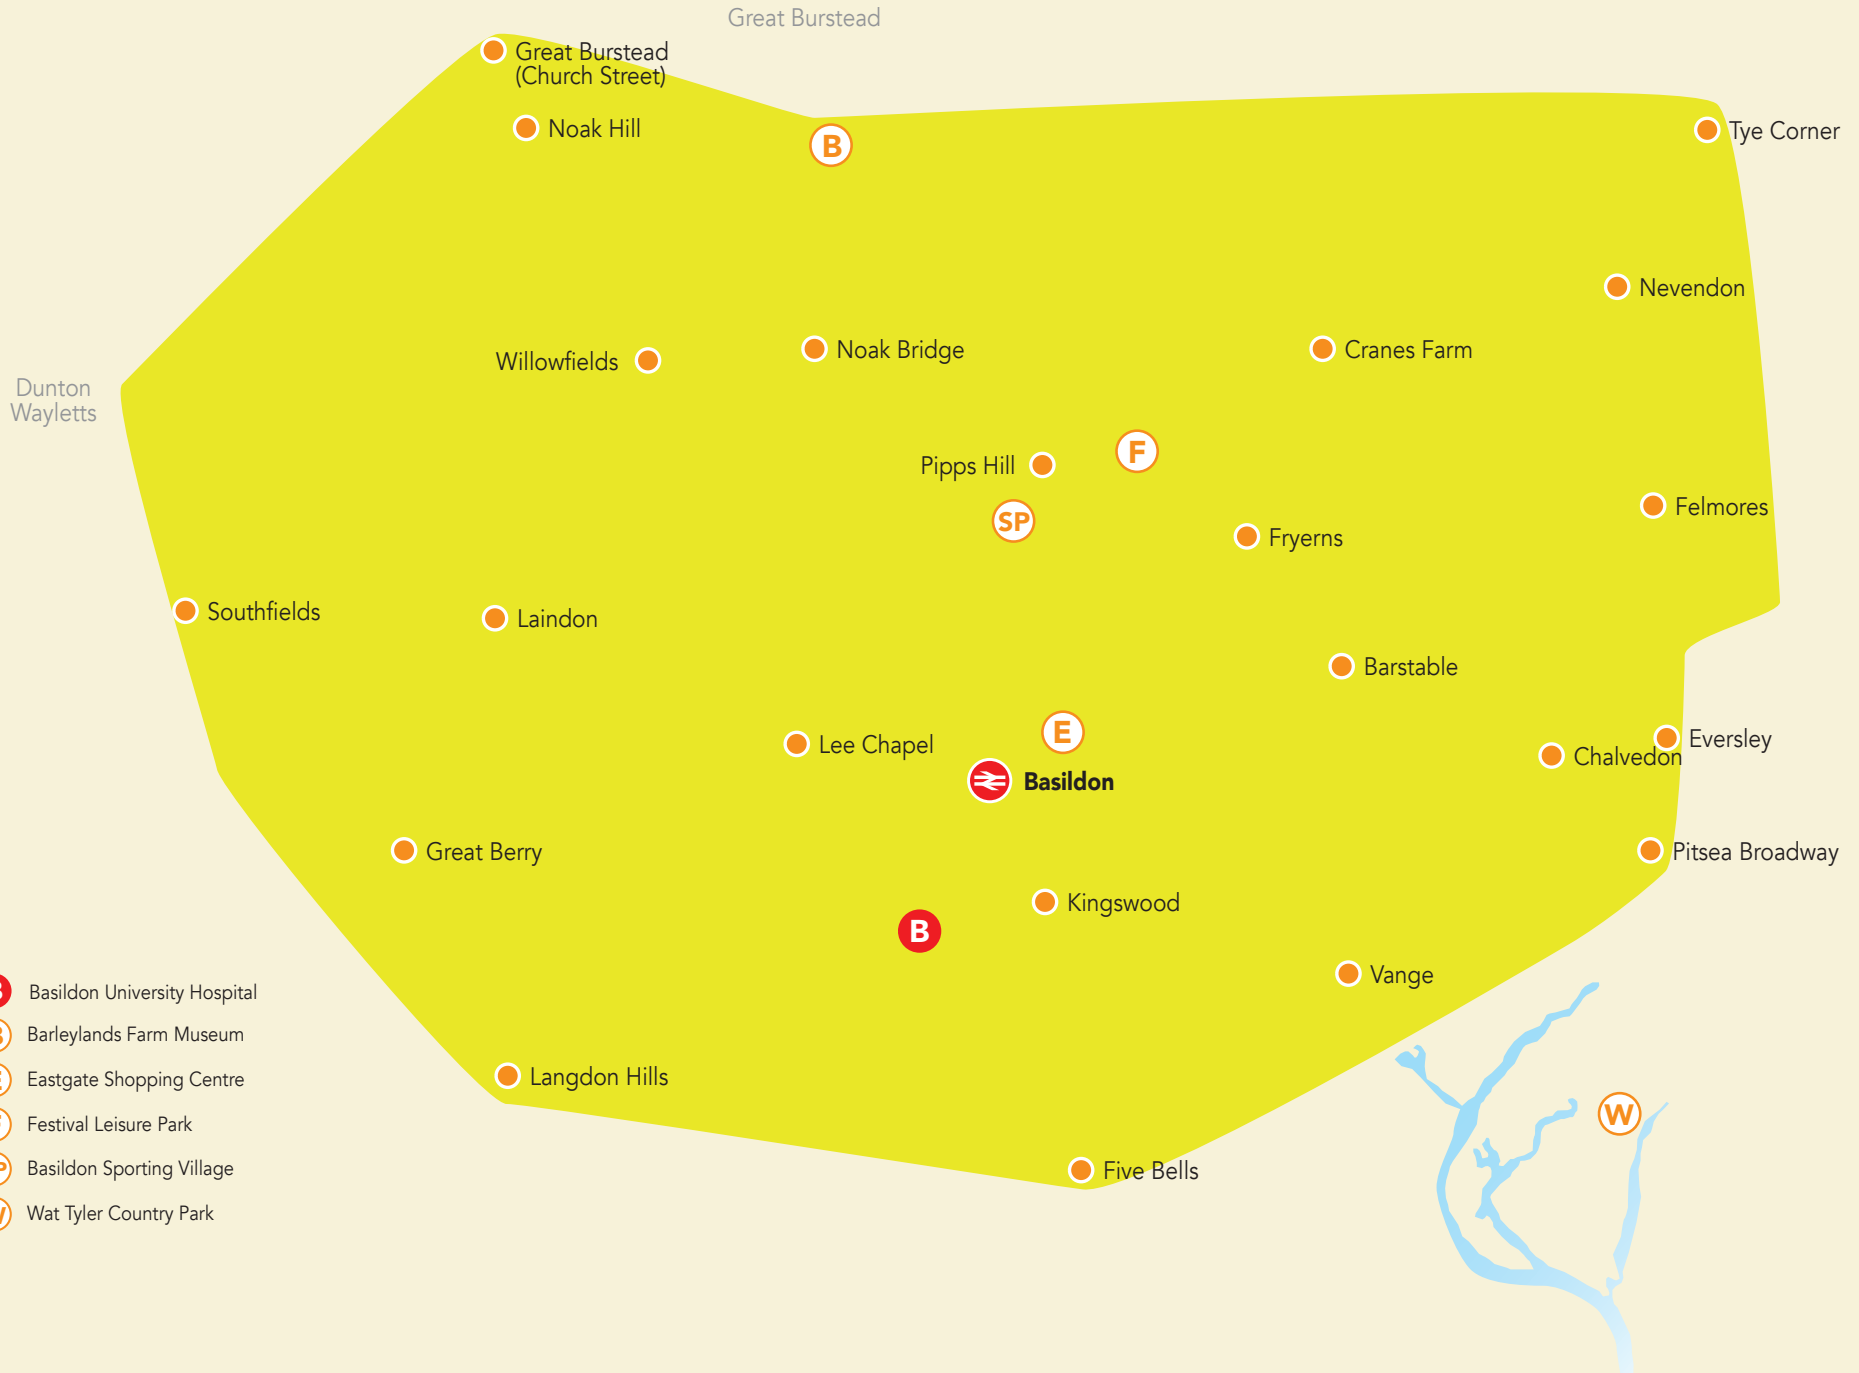 Great Burstead
Great Burstead
(Church Street)
Noak Hill
B
Tye Corner
Nevendon
Willowfields
Noak Bridge
Cranes Farm
Dunton
Wayletts
Pipps Hill
F
SP
Felmores
Fryerns
Southfields
Laindon
Barstable
Lee Chapel
E
Eversley
Chalvedon
Basildon
Great Berry
Pitsea Broadway
Kingswood
B
Vange
B Basildon University Hospital
B Barleylands Farm Museum
E Eastgate Shopping Centre
F Festival Leisure Park
SP Basildon Sporting Village
W Wat Tyler Country Park
Langdon Hills
W
Five Bells